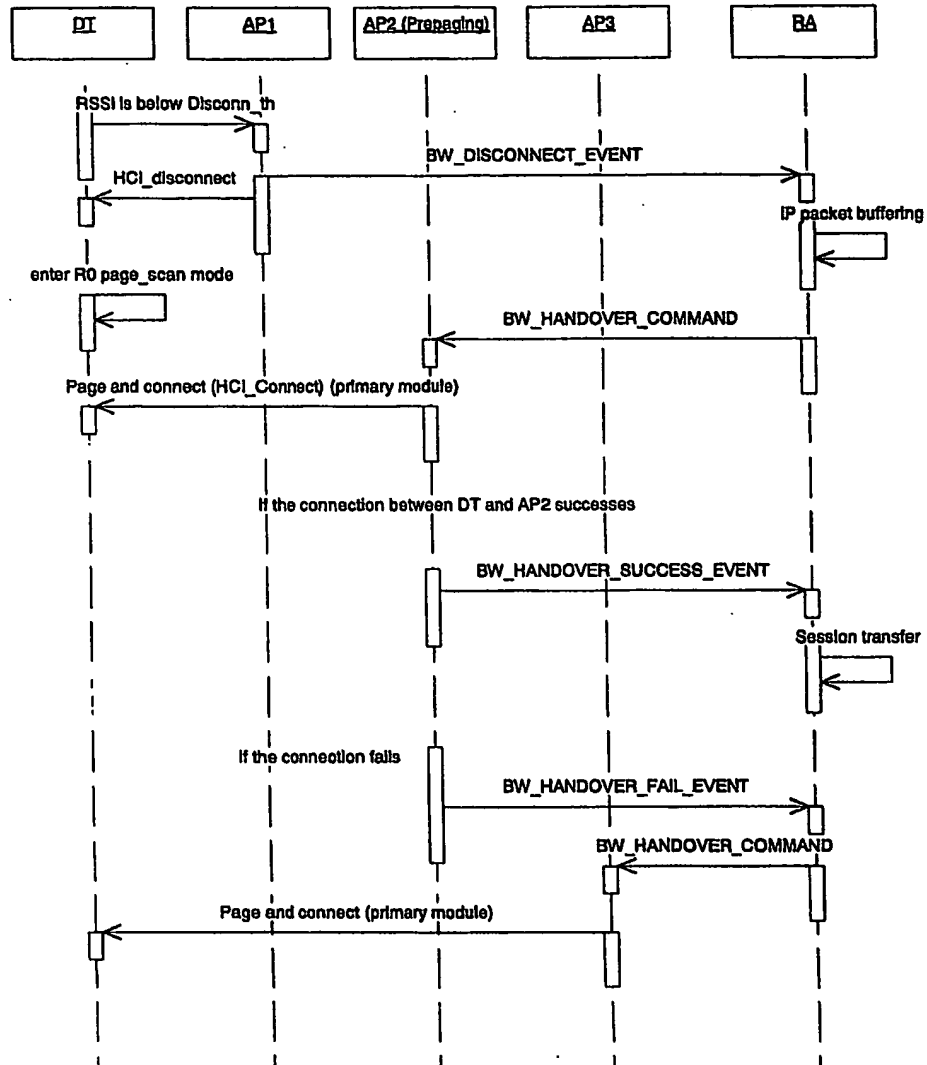 DT AP1 AP2 (Prepaging) AP3 RA
RSSI is below Disconn_th
BW_DISCONNECT_EVENT
HCI_disconnect
IP packet buffering
enter R0 page_scan mode
BW_HANDOVER_COMMAND
Page and connect (HCI_Connect) (primary module)
If the connection between DT and AP2 successes
BW_HANDOVER_SUCCESS_EVENT
Session transfer
If the connection fails
BW_HANDOVER_FAIL_EVENT
BW_HANDOVER_COMMAND
Page and connect (primary module)